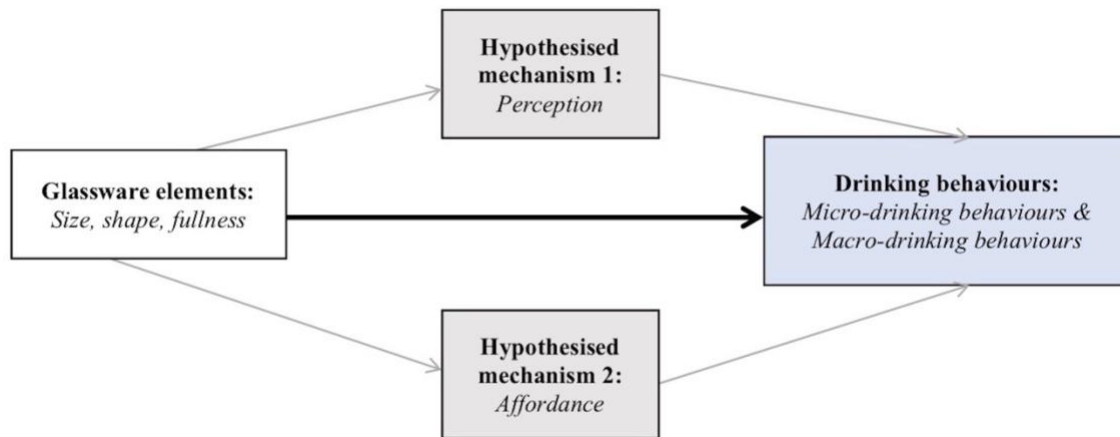 Hypothesised
mechanism 1:
Perception
Glassware elements:
Size, shape, fullness
Drinking behaviours:
Micro-drinking behaviours &
Macro-drinking behaviours
Hypothesised
mechanism 2:
Affordance